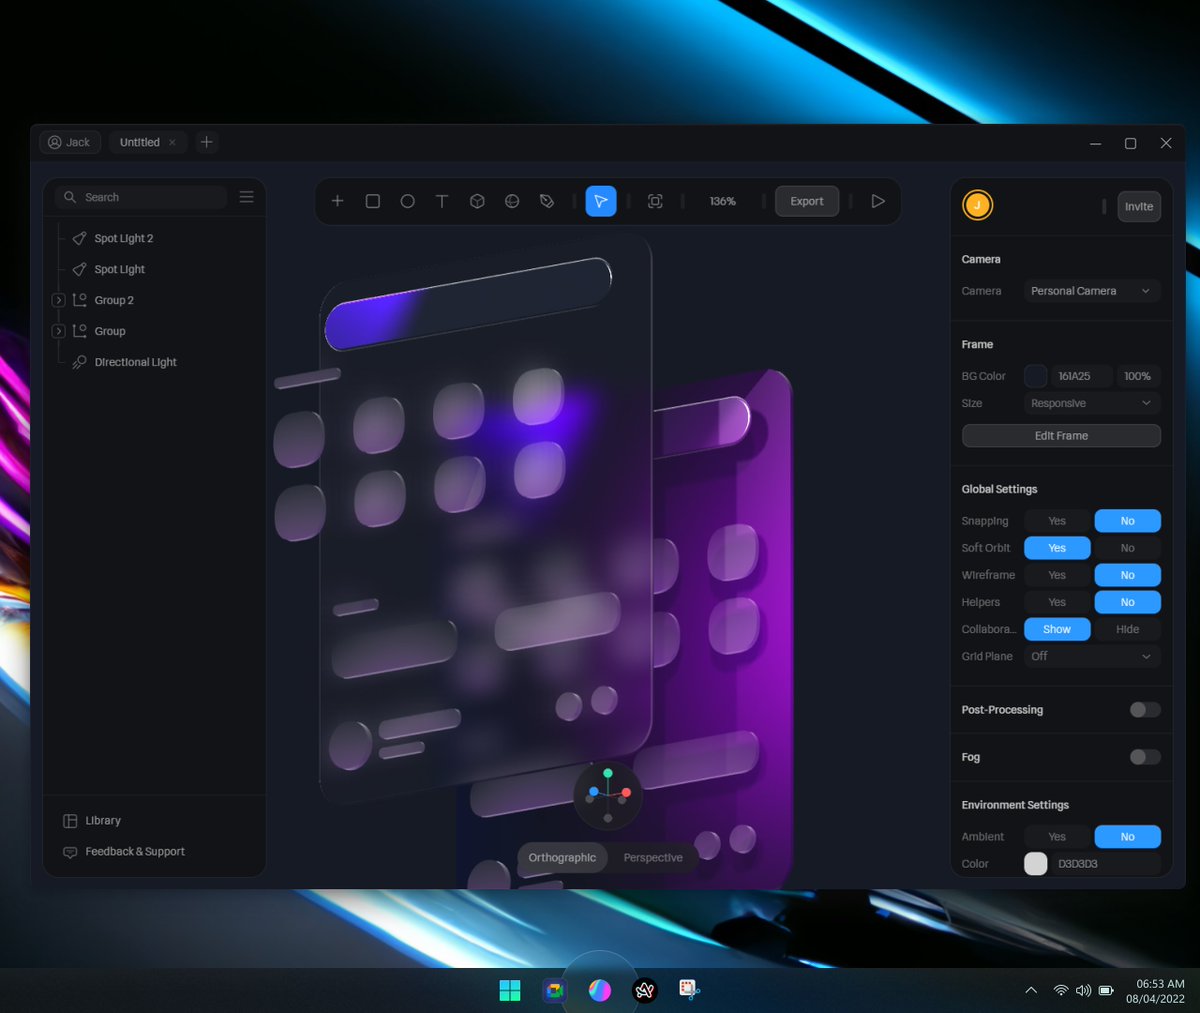 Jack
Untitled
Search
136%
Export
J
Invite
Spot Light 2
Spot Light
Group 2
Group
Directional Light
Library
Feedback & Support
Orthographic
Perspective
Camera
Camera Personal Camera
Frame
BG Color 161A25 100%
Size Responsive
Edit Frame
Global Settings
Snapping Yes No
Soft Orbit Yes No
Wireframe Yes No
Helpers Yes No
Collabora... Show Hide
Grid Plane Off
Post-Processing
Fog
Environment Settings
Ambient Yes No
Color D3D3D3
06:53 AM
08/04/2022